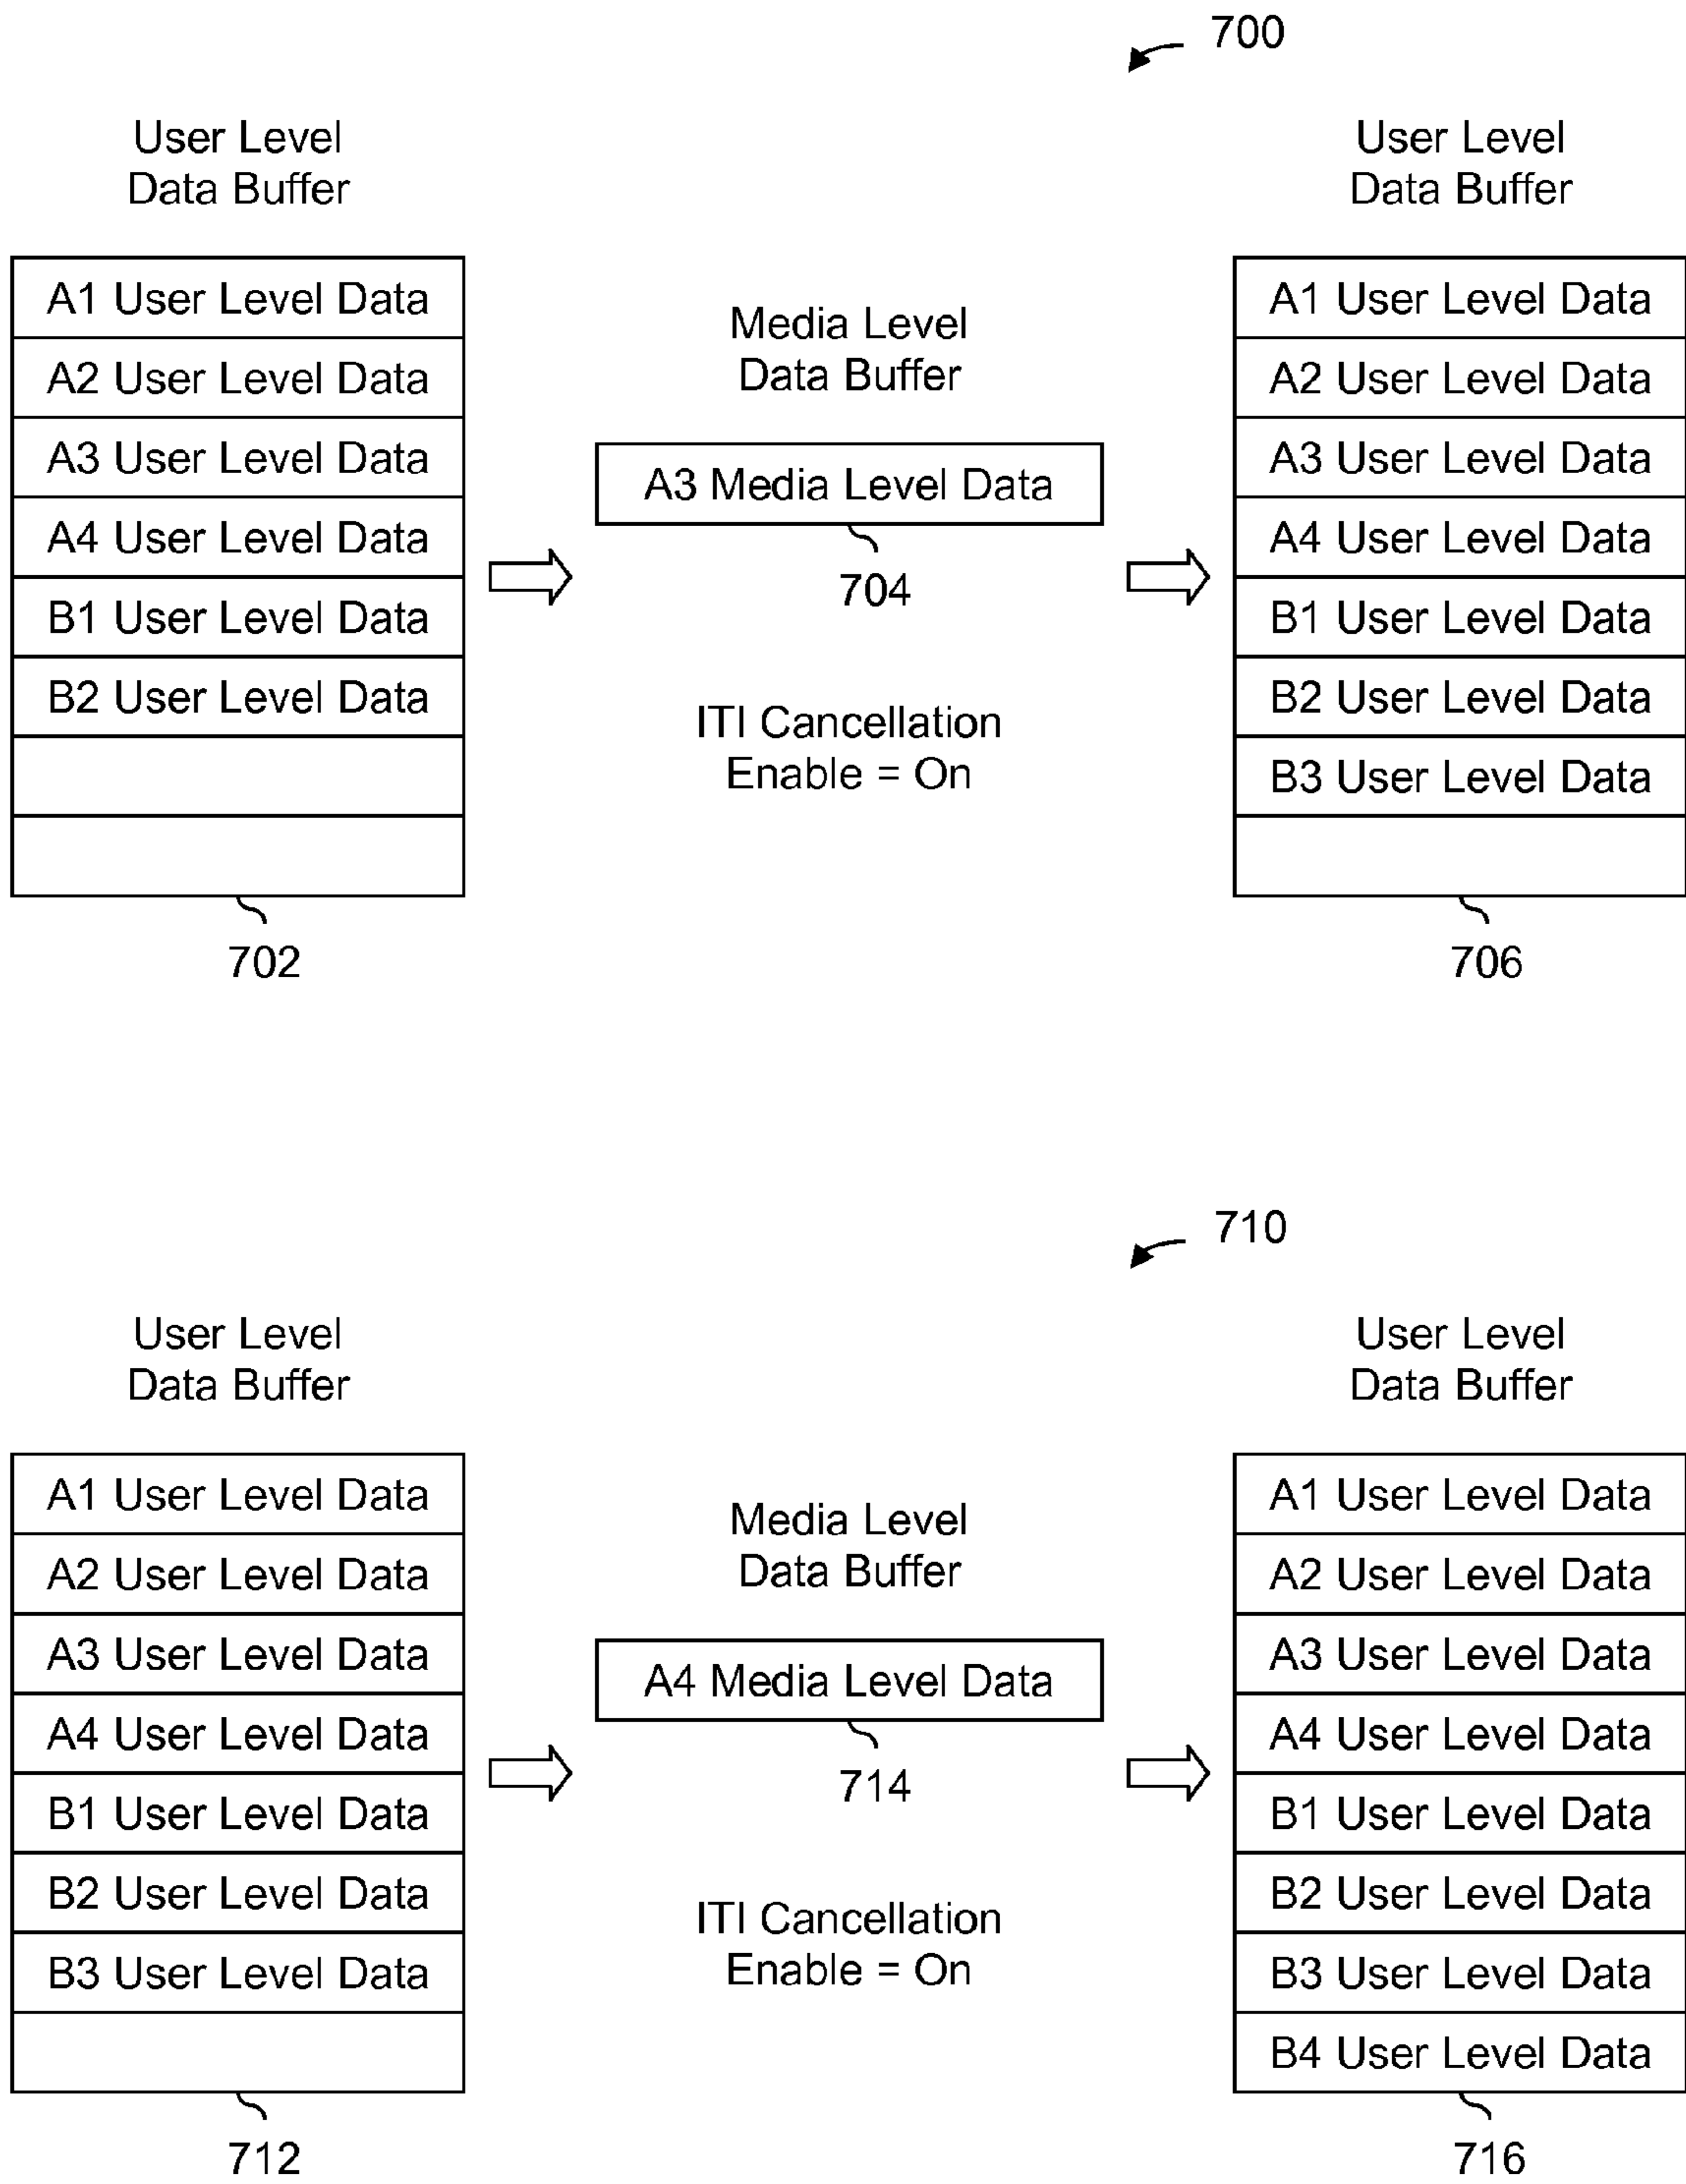 700
User Level
Data Buffer
A1 User Level Data
A2 User Level Data
A3 User Level Data
A4 User Level Data
B1 User Level Data
B2 User Level Data
702
Media Level
Data Buffer
A3 Media Level Data
704
ITI Cancellation
Enable = On
User Level
Data Buffer
A1 User Level Data
A2 User Level Data
A3 User Level Data
A4 User Level Data
B1 User Level Data
B2 User Level Data
B3 User Level Data
706
710
User Level
Data Buffer
A1 User Level Data
A2 User Level Data
A3 User Level Data
A4 User Level Data
B1 User Level Data
B2 User Level Data
B3 User Level Data
712
Media Level
Data Buffer
A4 Media Level Data
714
ITI Cancellation
Enable = On
User Level
Data Buffer
A1 User Level Data
A2 User Level Data
A3 User Level Data
A4 User Level Data
B1 User Level Data
B2 User Level Data
B3 User Level Data
B4 User Level Data
716